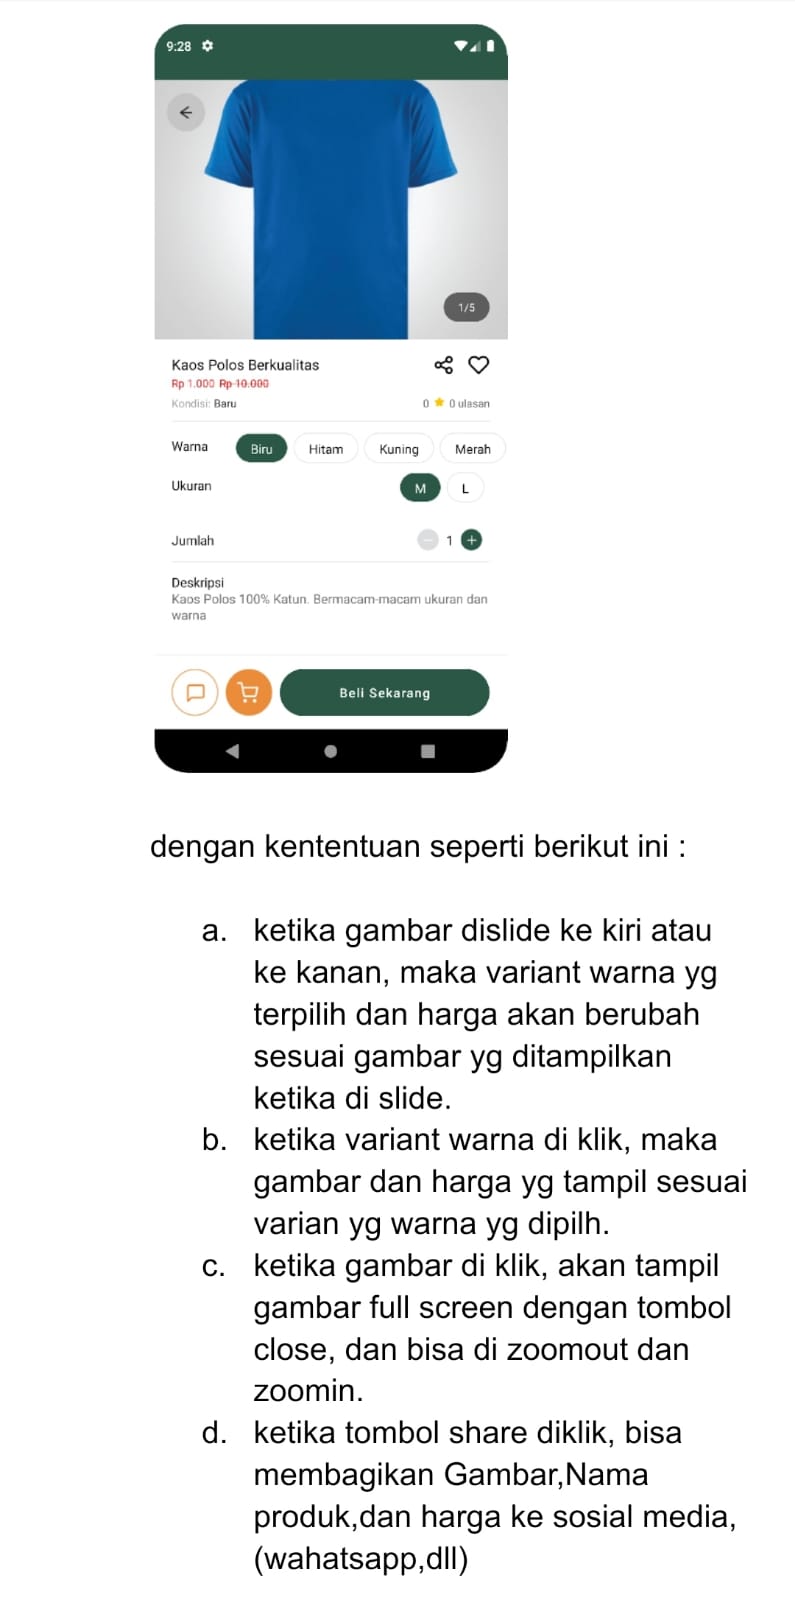 9:28
1/5
Kaos Polos Berkualitas
Rp 1.000 Rp 10.000
Kondisi: Baru
0 ★ 0 ulasan
Warna Biru Hitam Kuning Merah
Ukuran M L
Jumlah - 1 +
Deskripsi
Kaos Polos 100% Katun. Bermacam-macam ukuran dan
warna
Beli Sekarang
dengan kententuan seperti berikut ini :
a. ketika gambar dislide ke kiri atau
ke kanan, maka variant warna yg
terpilih dan harga akan berubah
sesuai gambar yg ditampilkan
ketika di slide.
b. ketika variant warna di klik, maka
gambar dan harga yg tampil sesuai
varian yg warna yg dipilh.
c. ketika gambar di klik, akan tampil
gambar full screen dengan tombol
close, dan bisa di zoomout dan
zoomin.
d. ketika tombol share diklik, bisa
membagikan Gambar,Nama
produk,dan harga ke sosial media,
(wahatsapp,dll)